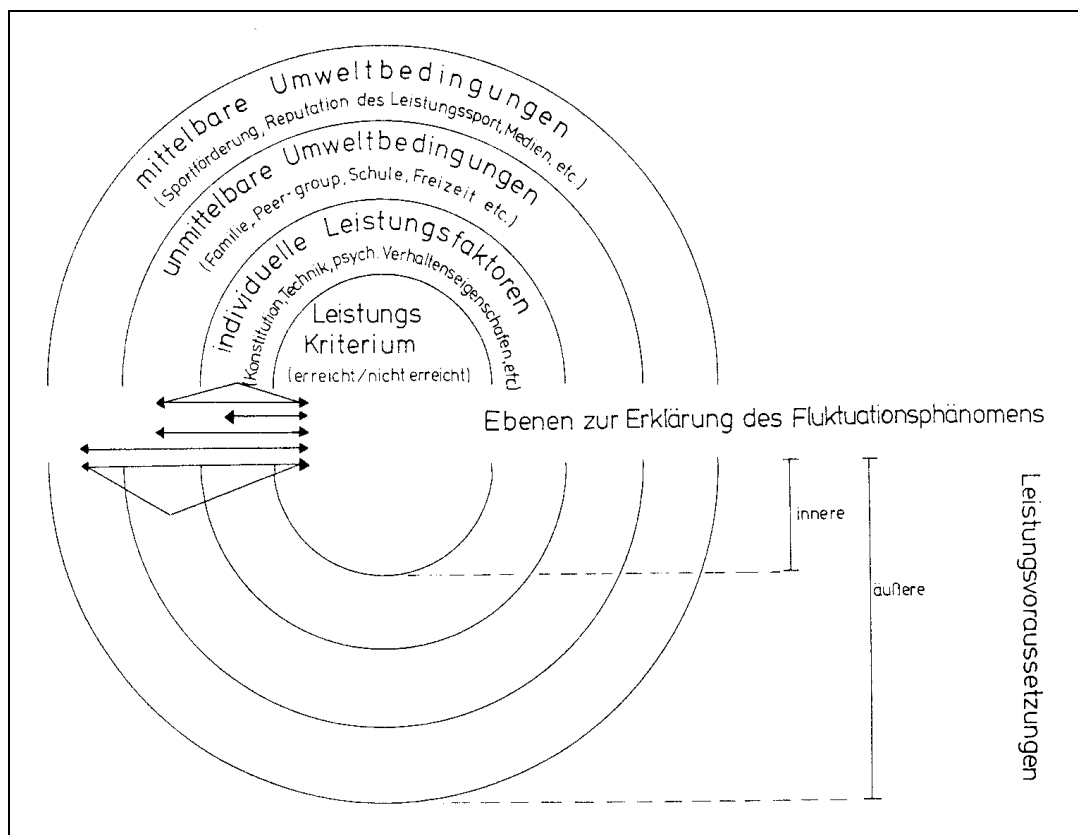 mittelbare Umweltbedingungen
(Sportförderung, Reputation des Leistungssport, Medien, etc.)
unmittelbare Umweltbedingungen
(Familie, Peer-group, Schule, Freizeit etc.)
individuelle Leistungsfaktoren
(Konstitution, Technik, psych. Verhaltenseigenschafen, etc)
Leistungs
Kriterium
(erreicht/nicht erreicht)
Ebenen zur Erklärung des Fluktuationsphänomens
innere
äußere
Leistungsvoraussetzungen